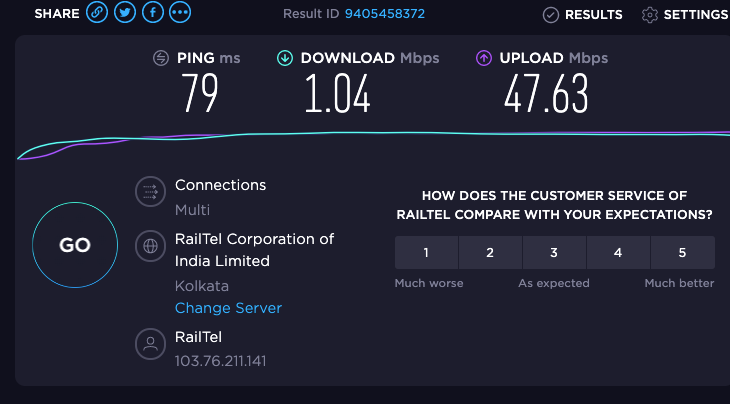 SHARE
Result ID 9405458372
RESULTS
SETTINGS
PING ms
DOWNLOAD Mbps
UPLOAD Mbps
79
1.04
47.63
GO
Connections
Multi
RailTel Corporation of
India Limited
Kolkata
Change Server
RailTel
103.76.211.141
HOW DOES THE CUSTOMER SERVICE OF
RAILTEL COMPARE WITH YOUR EXPECTATIONS?
1 2 3 4 5
Much worse As expected Much better